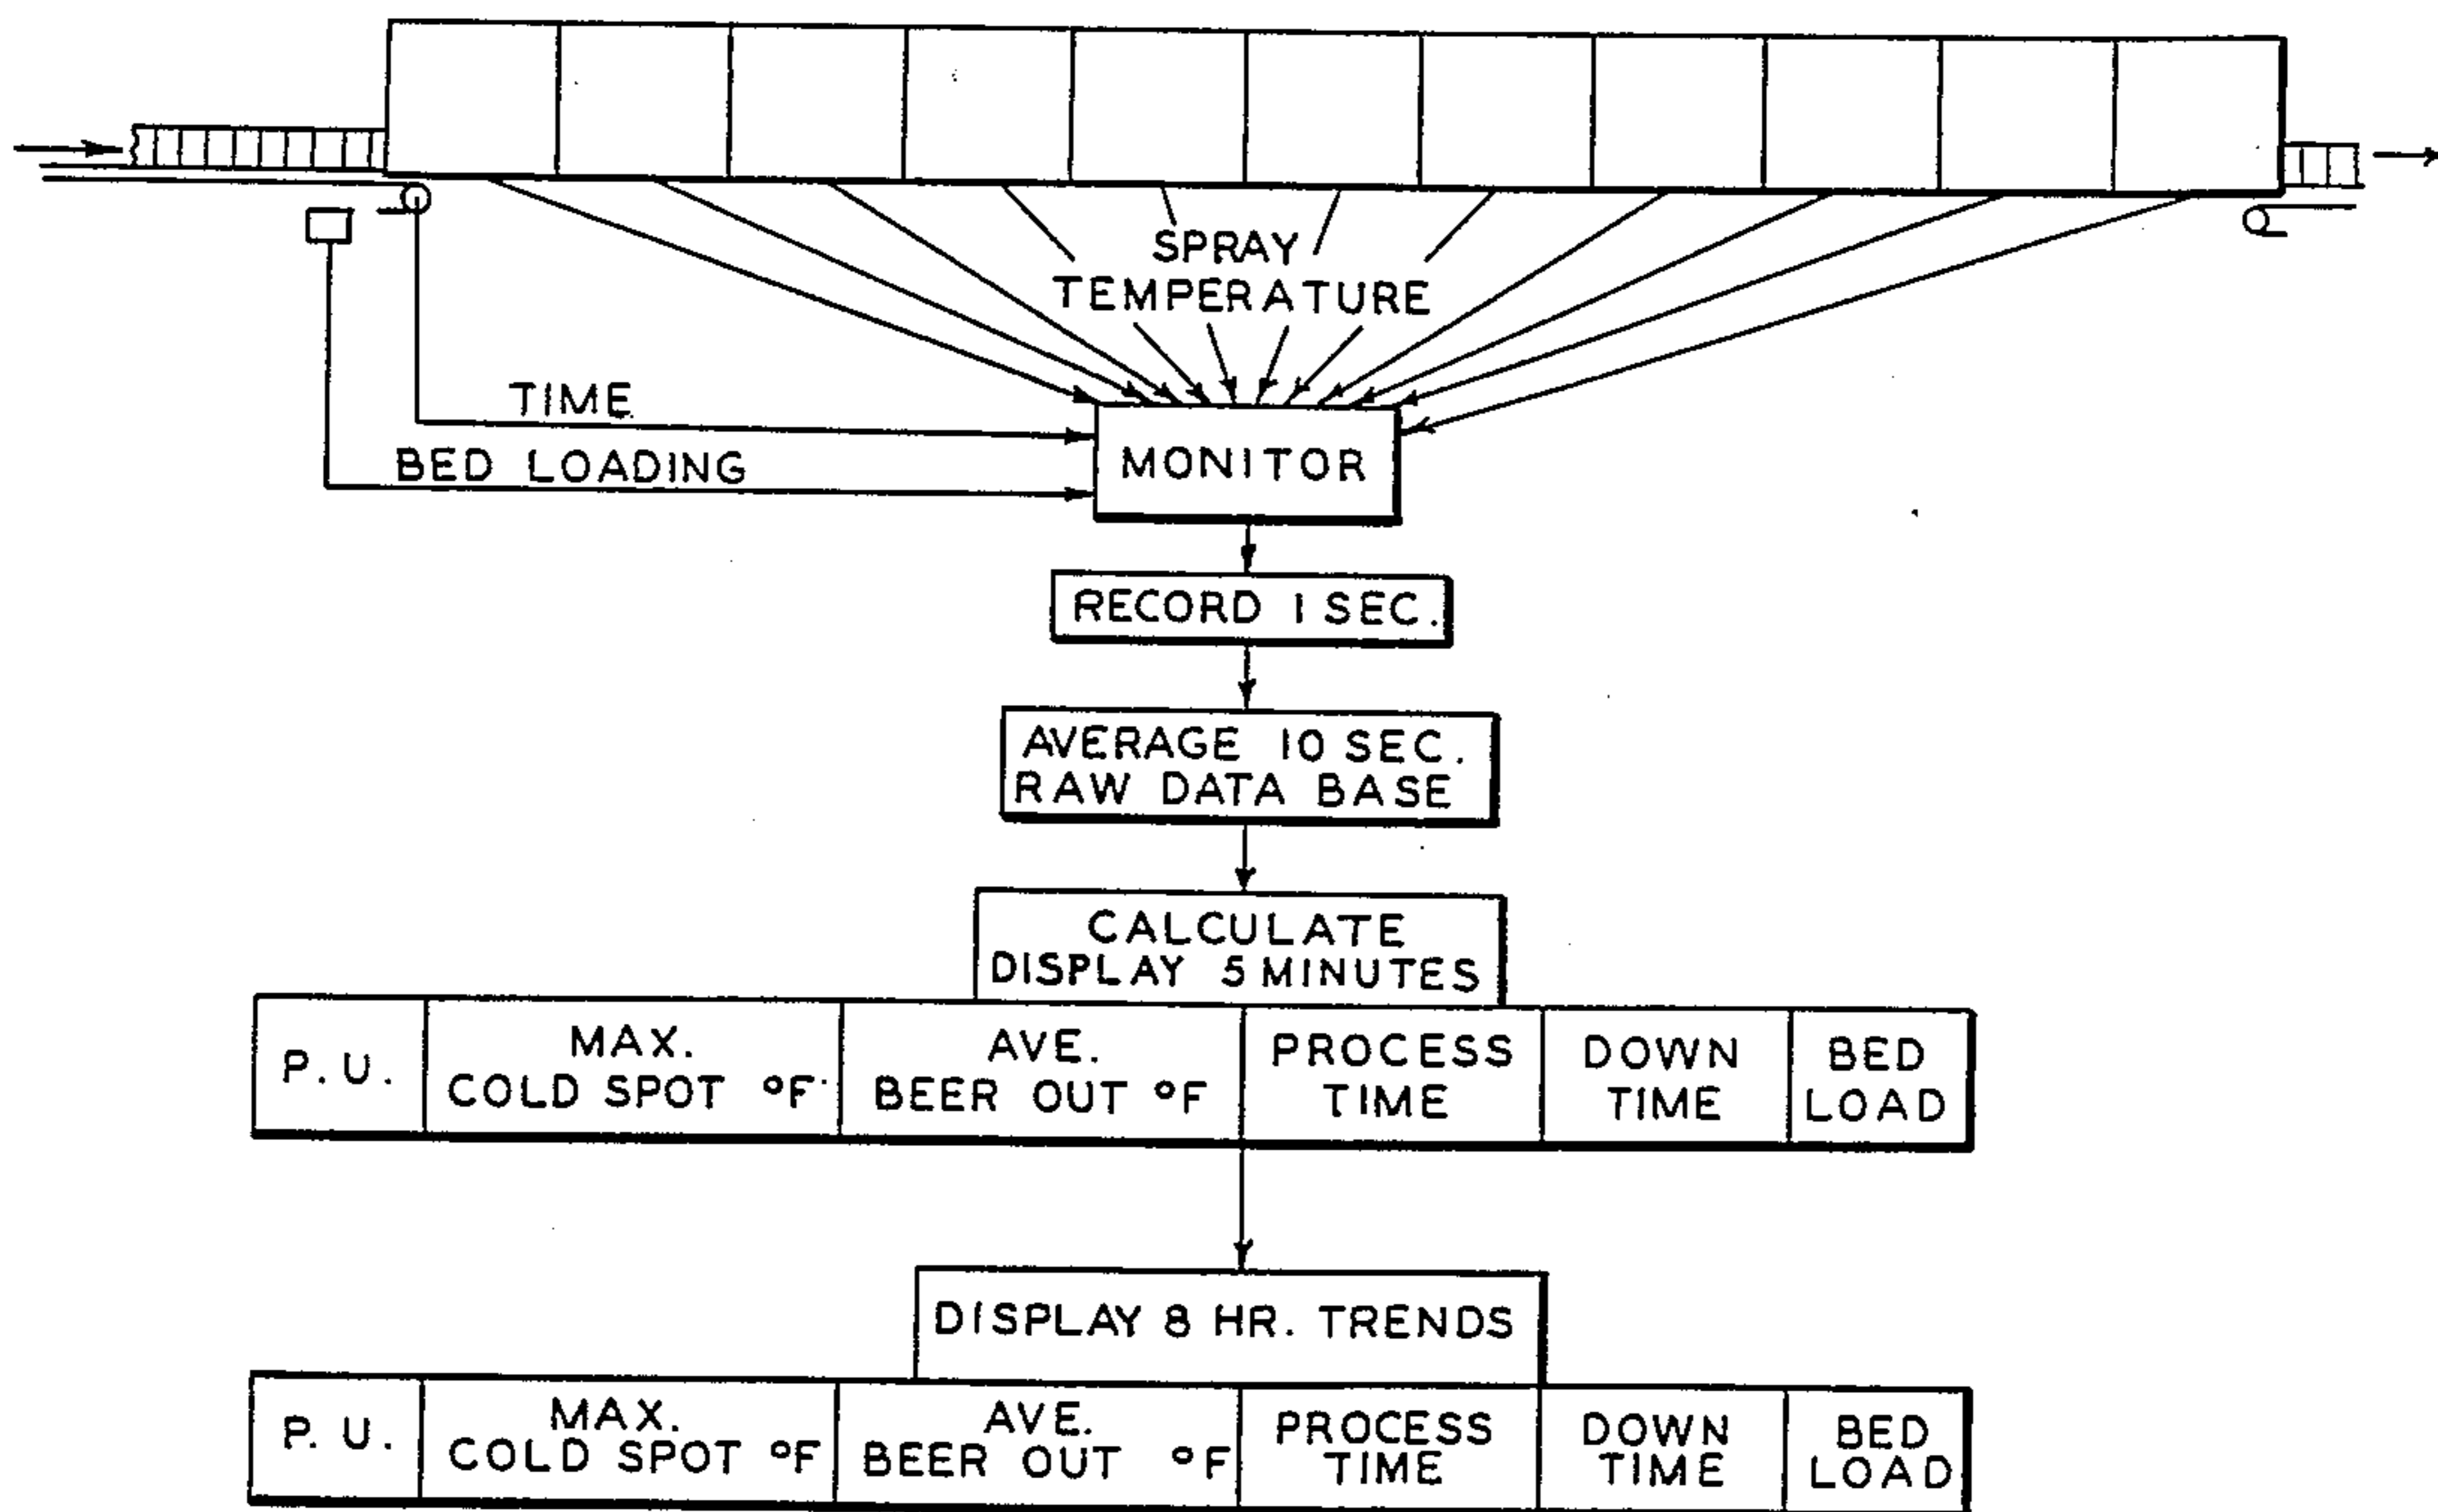 SPRAY
TEMPERATURE
TIME
BED LOADING
MONITOR
RECORD 1 SEC.
AVERAGE 10 SEC.
RAW DATA BASE
CALCULATE
DISPLAY 5 MINUTES
P. U.
MAX.
COLD SPOT °F
AVE.
BEER OUT °F
PROCESS
TIME
DOWN
TIME
BED
LOAD
DISPLAY 8 HR. TRENDS
P. U.
MAX.
COLD SPOT °F
AVE.
BEER OUT °F
PROCESS
TIME
DOWN
TIME
BED
LOAD